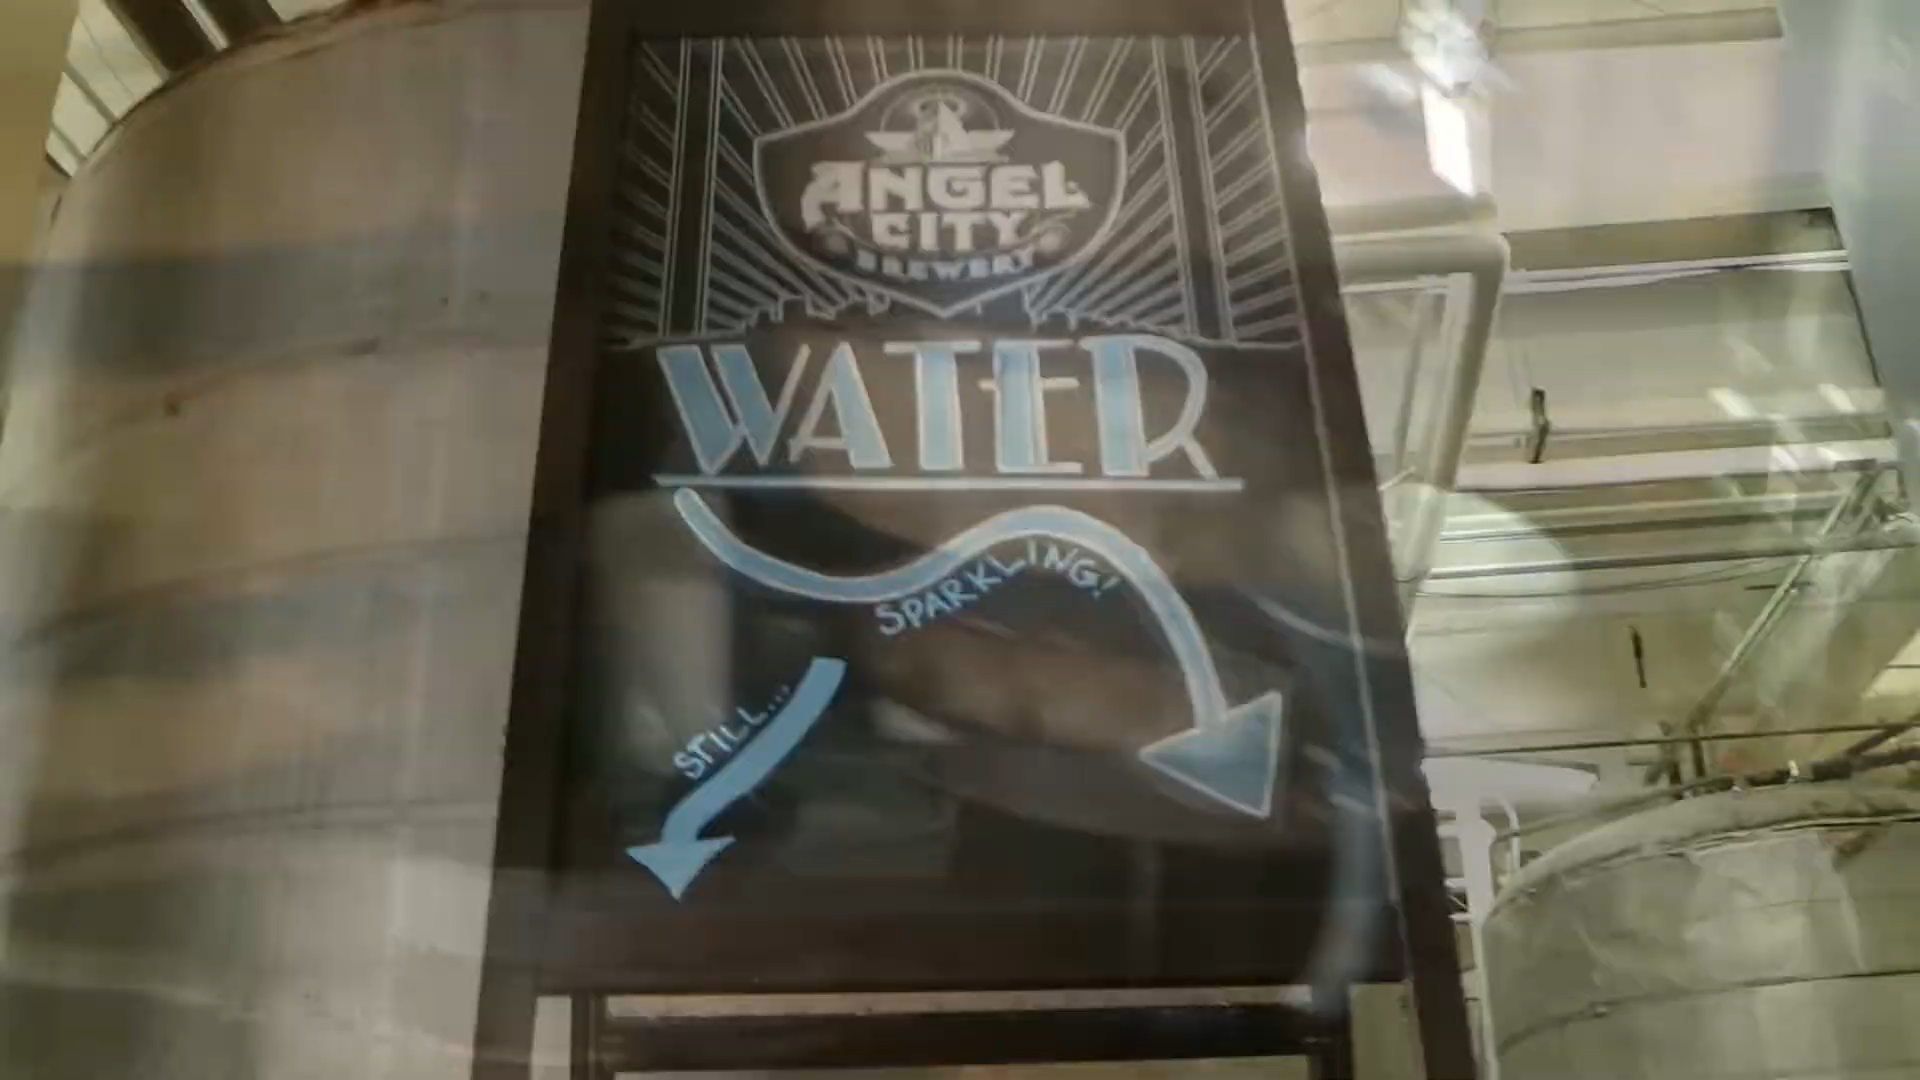 ANGEL
CITY
BREWERY
WATER
SPARKLING!
STILL...